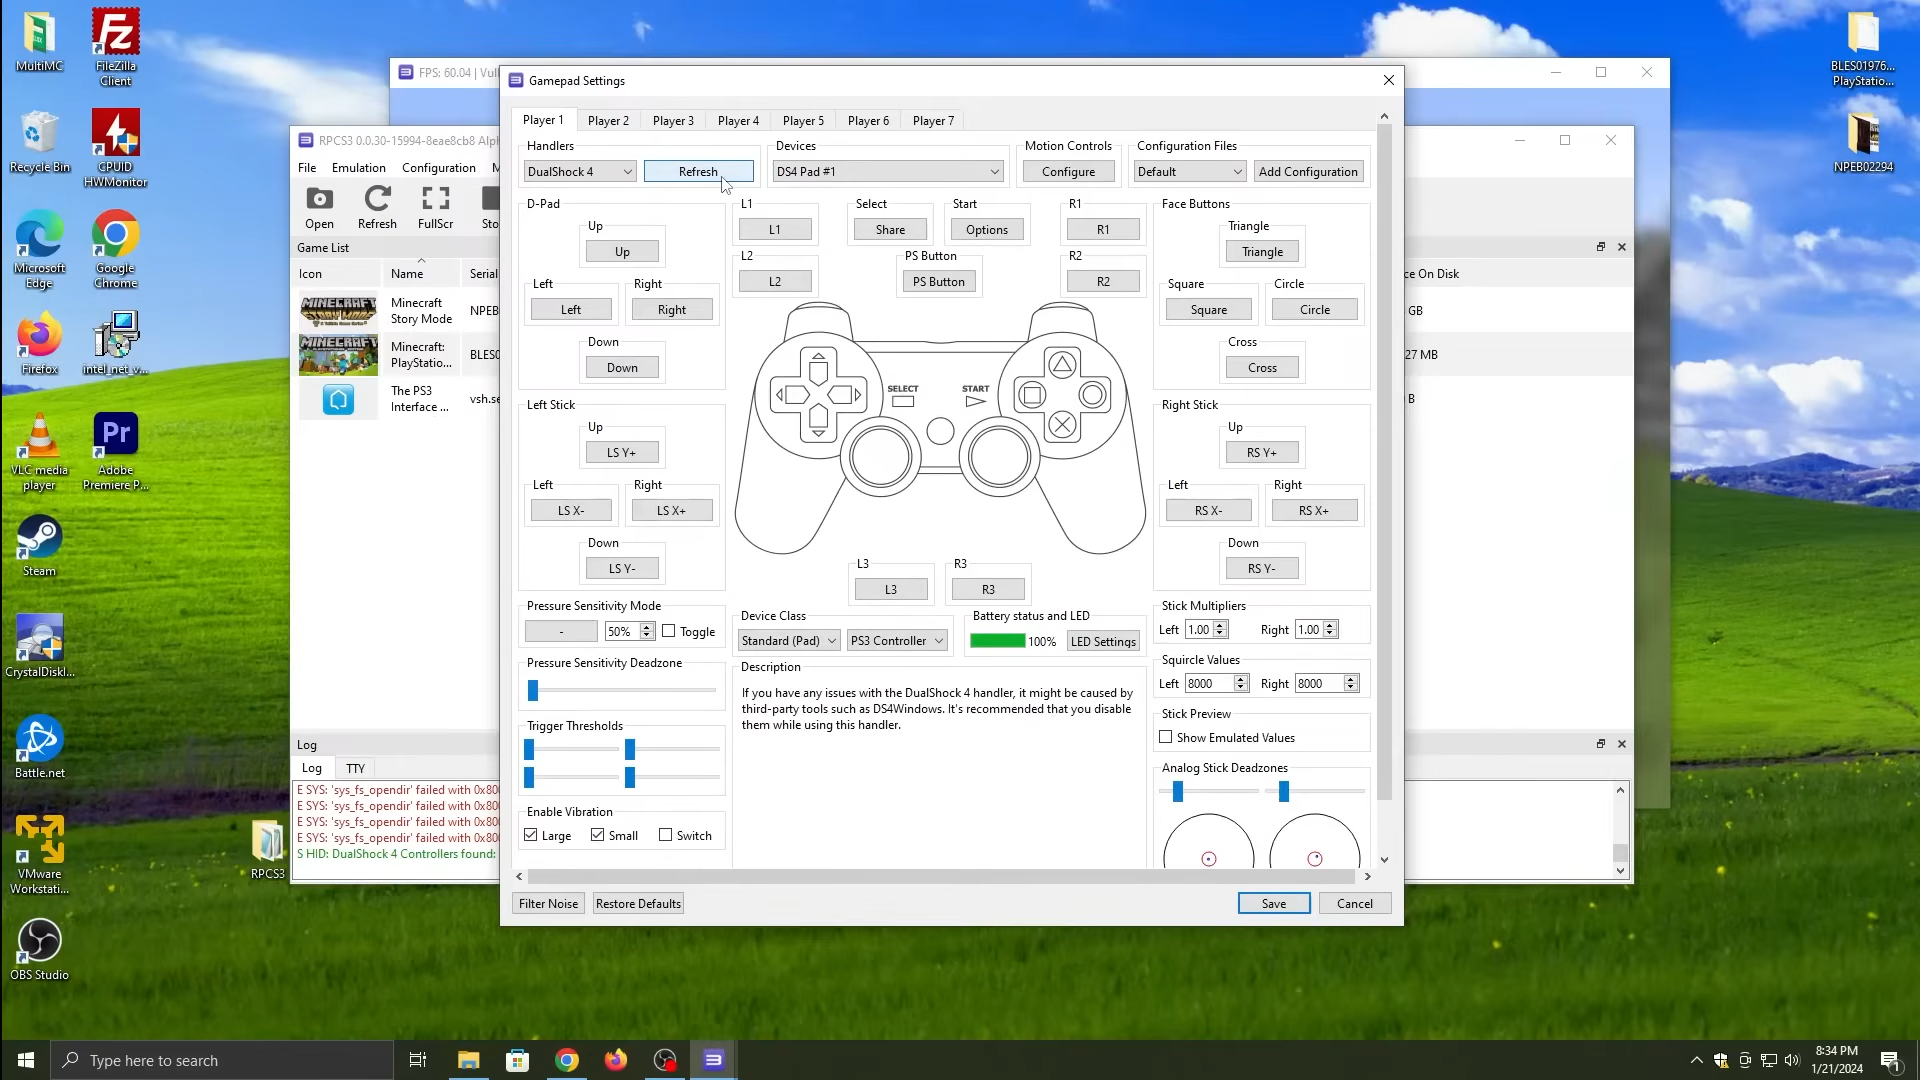 MultiMC
FileZilla
Client
Recycle Bin
CPUID
HWMonitor
Microsoft
Edge
Google
Chrome
Firefox
intel_net_v...
VLC media
player
Adobe
Premiere P...
Steam
CrystalDiskI...
Battle.net
VMware
Workstati...
RPCS3
OBS Studio
BLES01976...
PlayStatio...
NPEB02294
FPS: 60.04 | Vul
RPCS3 0.0.30-15994-8eae8cb8 Alph
File Emulation Configuration M
Open Refresh FullScr Sto
Game List
Icon Name Serial
Minecraft
Story Mode
NPEB
Minecraft:
PlayStatio...
BLES0
The PS3
Interface ...
vsh.se
ce On Disk
GB
27 MB
B
Log
Log TTY
E SYS: 'sys_fs_opendir' failed with 0x800
E SYS: 'sys_fs_opendir' failed with 0x800
E SYS: 'sys_fs_opendir' failed with 0x800
E SYS: 'sys_fs_opendir' failed with 0x800
S HID: DualShock 4 Controllers found:
Gamepad Settings
Player 1 Player 2 Player 3 Player 4 Player 5 Player 6 Player 7
Handlers Devices Motion Controls Configuration Files
DualShock 4 Refresh DS4 Pad #1 Configure Default Add Configuration
D-Pad
Up
Up
Left Right
Left Right
Down
Down
L1
L1
L2
L2
Select
Share
Start
Options
PS Button
PS Button
R1
R1
R2
R2
Face Buttons
Triangle
Triangle
Square Circle
Square Circle
Cross
Cross
SELECT START
Left Stick
Up
LS Y+
Left Right
LS X- LS X+
Down
LS Y-
Right Stick
Up
RS Y+
Left Right
RS X- RS X+
Down
RS Y-
L3 R3
L3 R3
Pressure Sensitivity Mode
- 50% Toggle
Pressure Sensitivity Deadzone
Trigger Thresholds
Enable Vibration
Large Small Switch
Device Class
Standard (Pad) PS3 Controller
Battery status and LED
100% LED Settings
Description
If you have any issues with the DualShock 4 handler, it might be caused by
third-party tools such as DS4Windows. It's recommended that you disable
them while using this handler.
Stick Multipliers
Left 1.00 Right 1.00
Squircle Values
Left 8000 Right 8000
Stick Preview
Show Emulated Values
Analog Stick Deadzones
Filter Noise Restore Defaults Save Cancel
Type here to search
8:34 PM
1/21/2024
1